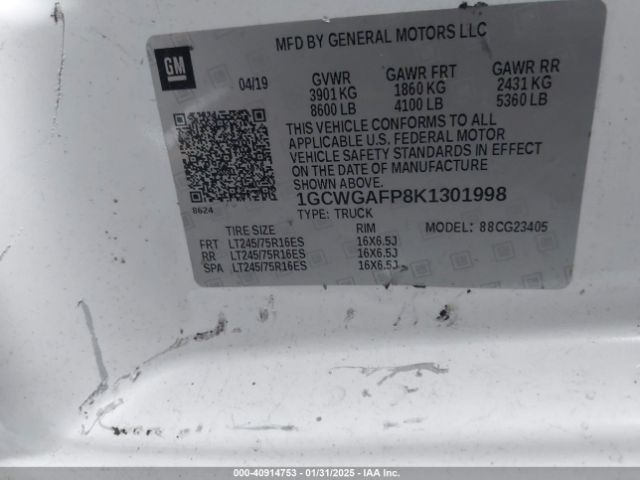 MFD BY GENERAL MOTORS LLC
GM
04/19
GVWR GAWR FRT GAWR RR
3901 KG 1860 KG 2431 KG
8600 LB 4100 LB 5360 LB
THIS VEHICLE CONFORMS TO ALL
APPLICABLE U.S. FEDERAL MOTOR
VEHICLE SAFETY STANDARDS IN EFFECT
ON THE DATE OF MANUFACTURE
SHOWN ABOVE.
1GCWGAFP8K1301998
8624
TYPE: TRUCK
MODEL: 88CG23405
TIRE SIZE RIM
FRT LT245/75R16ES 16X6.5J
RR LT245/75R16ES 16X6.5J
SPA LT245/75R16ES 16X6.5J
000-40914753 - 01/31/2025 - IAA Inc.